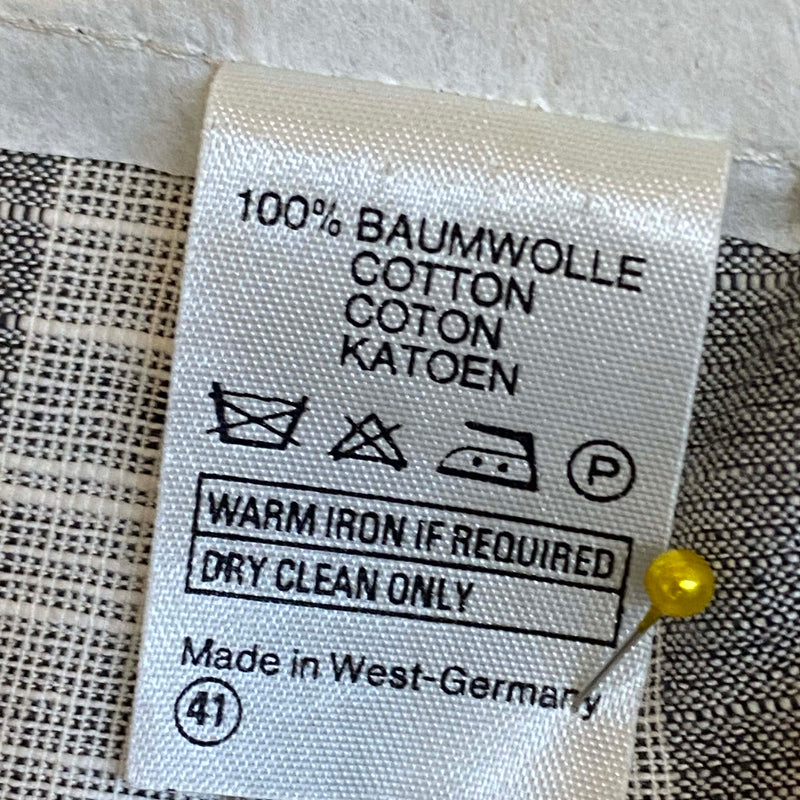 100% BAUMWOLLE
COTTON
COTON
KATOEN
P
WARM IRON IF REQUIRED
DRY CLEAN ONLY
Made in West-Germany
41